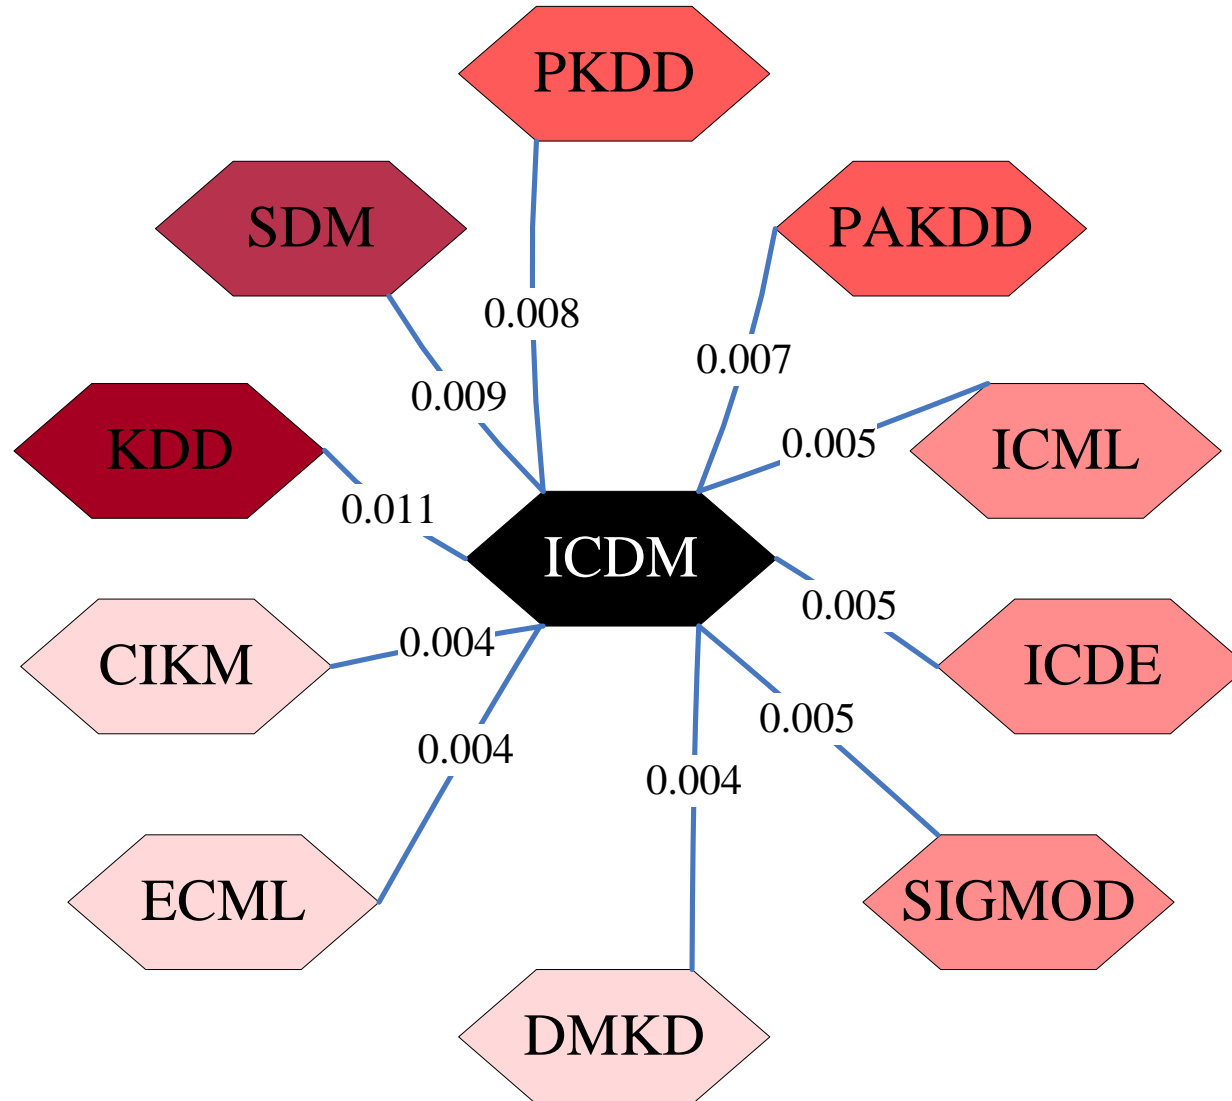 PKDD
SDM
PAKDD
0.008
0.007
0.009
KDD
0.005
ICML
0.011
ICDM
0.005
0.004
CIKM
ICDE
0.005
0.004
0.004
ECML
SIGMOD
DMKD